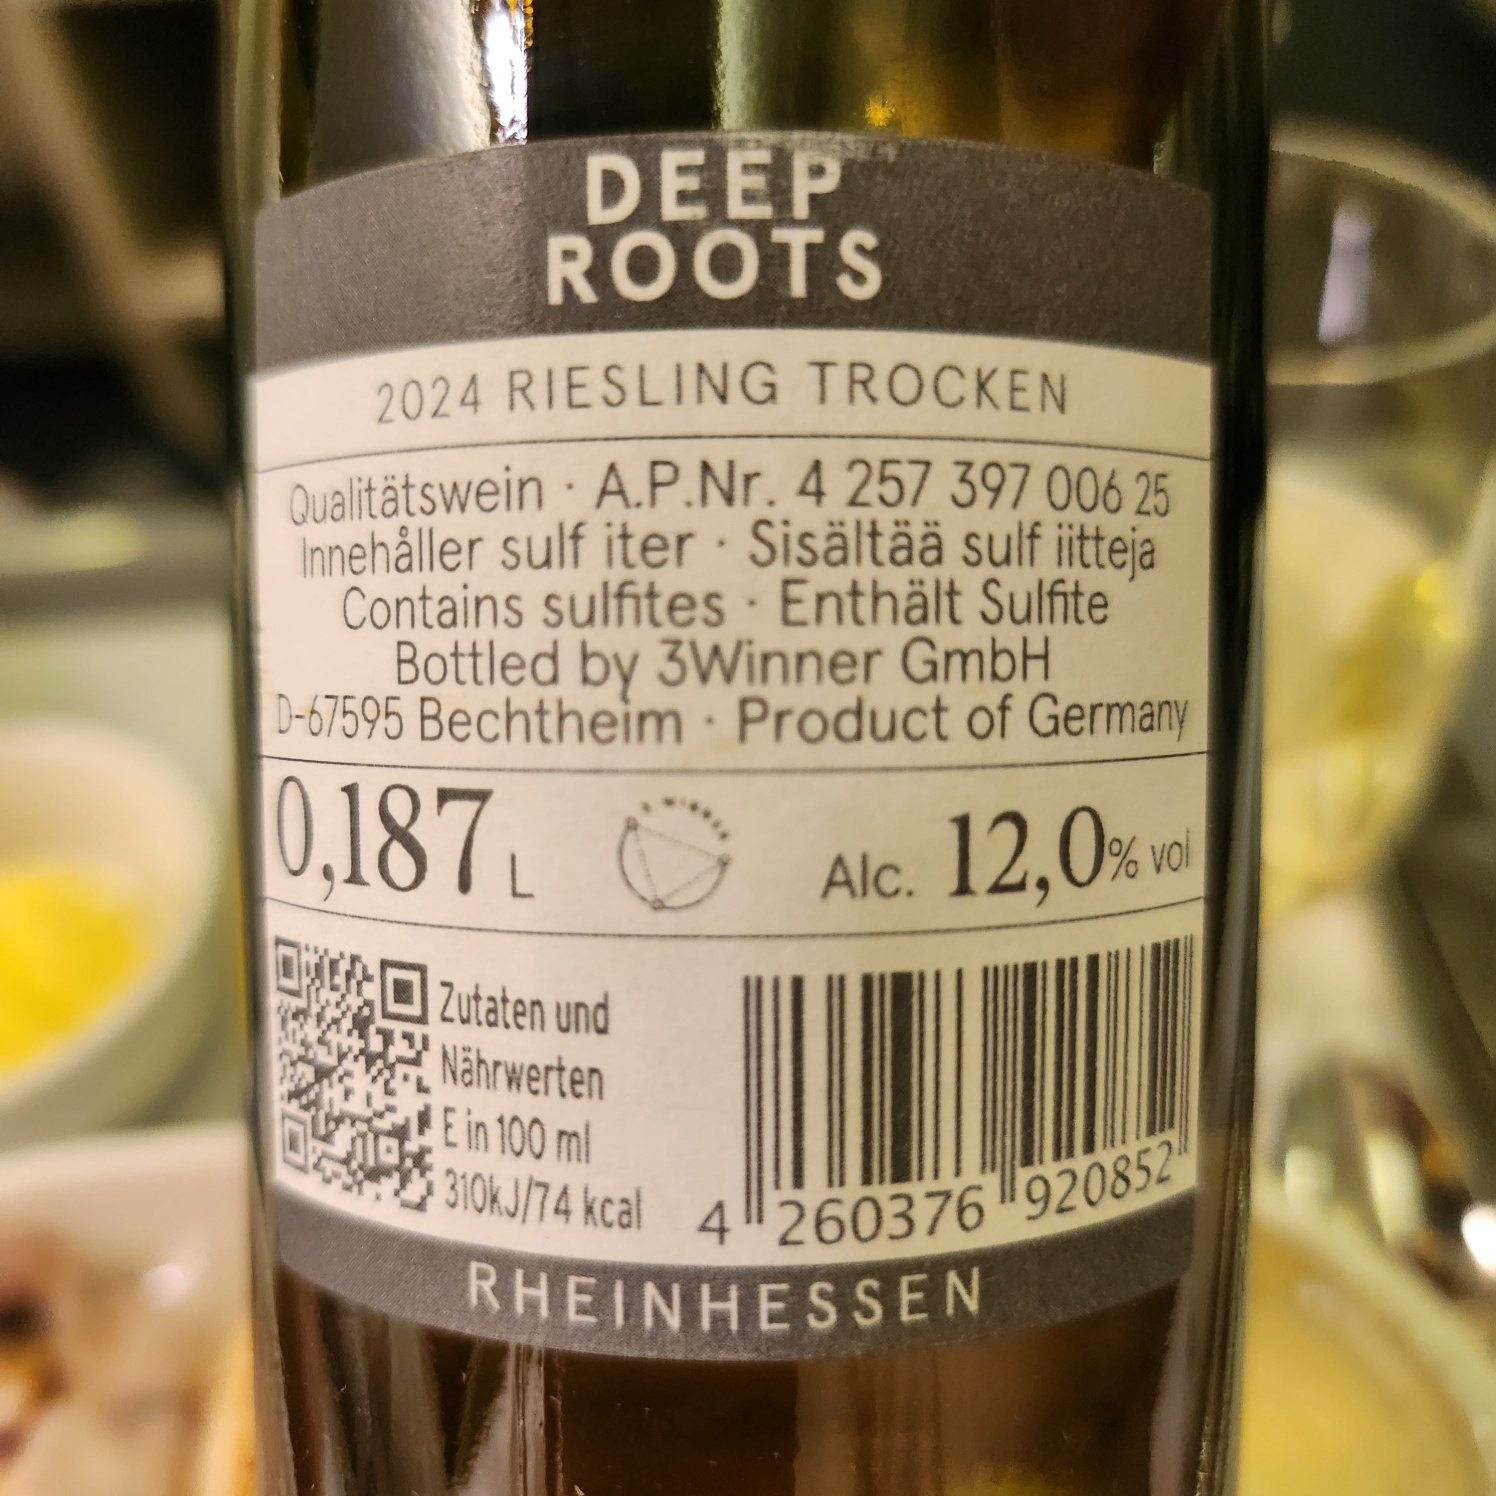 DEEP
ROOTS
2024 RIESLING TROCKEN
Qualitätswein · A.P.Nr. 4 257 397 006 25
Innehåller sulf iter · Sisältää sulf iitteja
Contains sulfites · Enthält Sulfite
Bottled by 3Winner GmbH
D-67595 Bechtheim · Product of Germany
0,187 L
3 WINNER
Alc. 12,0% vol
Zutaten und
Nährwerten
E in 100 ml
310kJ/74 kcal
4 260376 920852
RHEINHESSEN